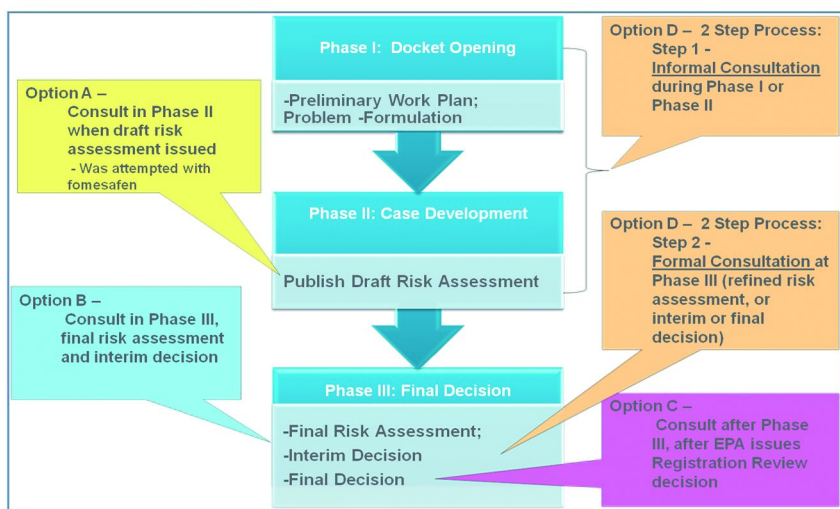 Phase I: Docket Opening
-Preliminary Work Plan;
Problem -Formulation
Option A –
Consult in Phase II
when draft risk
assessment issued
- Was attempted with
fomesafen
Phase II: Case Development
Publish Draft Risk Assessment
Option B –
Consult in Phase III,
final risk assessment
and interim decision
Phase III: Final Decision
-Final Risk Assessment;
-Interim Decision
-Final Decision
Option D – 2 Step Process:
Step 1 -
Informal Consultation
during Phase I or
Phase II
Option D – 2 Step Process:
Step 2 -
Formal Consultation at
Phase III (refined risk
assessment, or
interim or final
decision)
Option C –
Consult after Phase
III, after EPA issues
Registration Review
decision